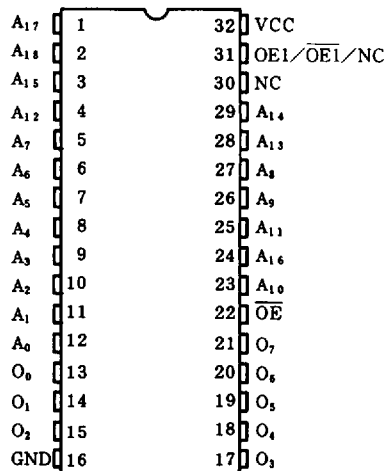 A₁₇ 1 32 VCC
A₁₈ 2 31 OE1/O̅E̅1̅/NC
A₁₅ 3 30 NC
A₁₂ 4 29 A₁₄
A₇ 5 28 A₁₃
A₆ 6 27 A₈
A₅ 7 26 A₉
A₄ 8 25 A₁₁
A₃ 9 24 A₁₆
A₂ 10 23 A₁₀
A₁ 11 22 O̅E̅
A₀ 12 21 O₇
O₀ 13 20 O₆
O₁ 14 19 O₅
O₂ 15 18 O₄
GND 16 17 O₃